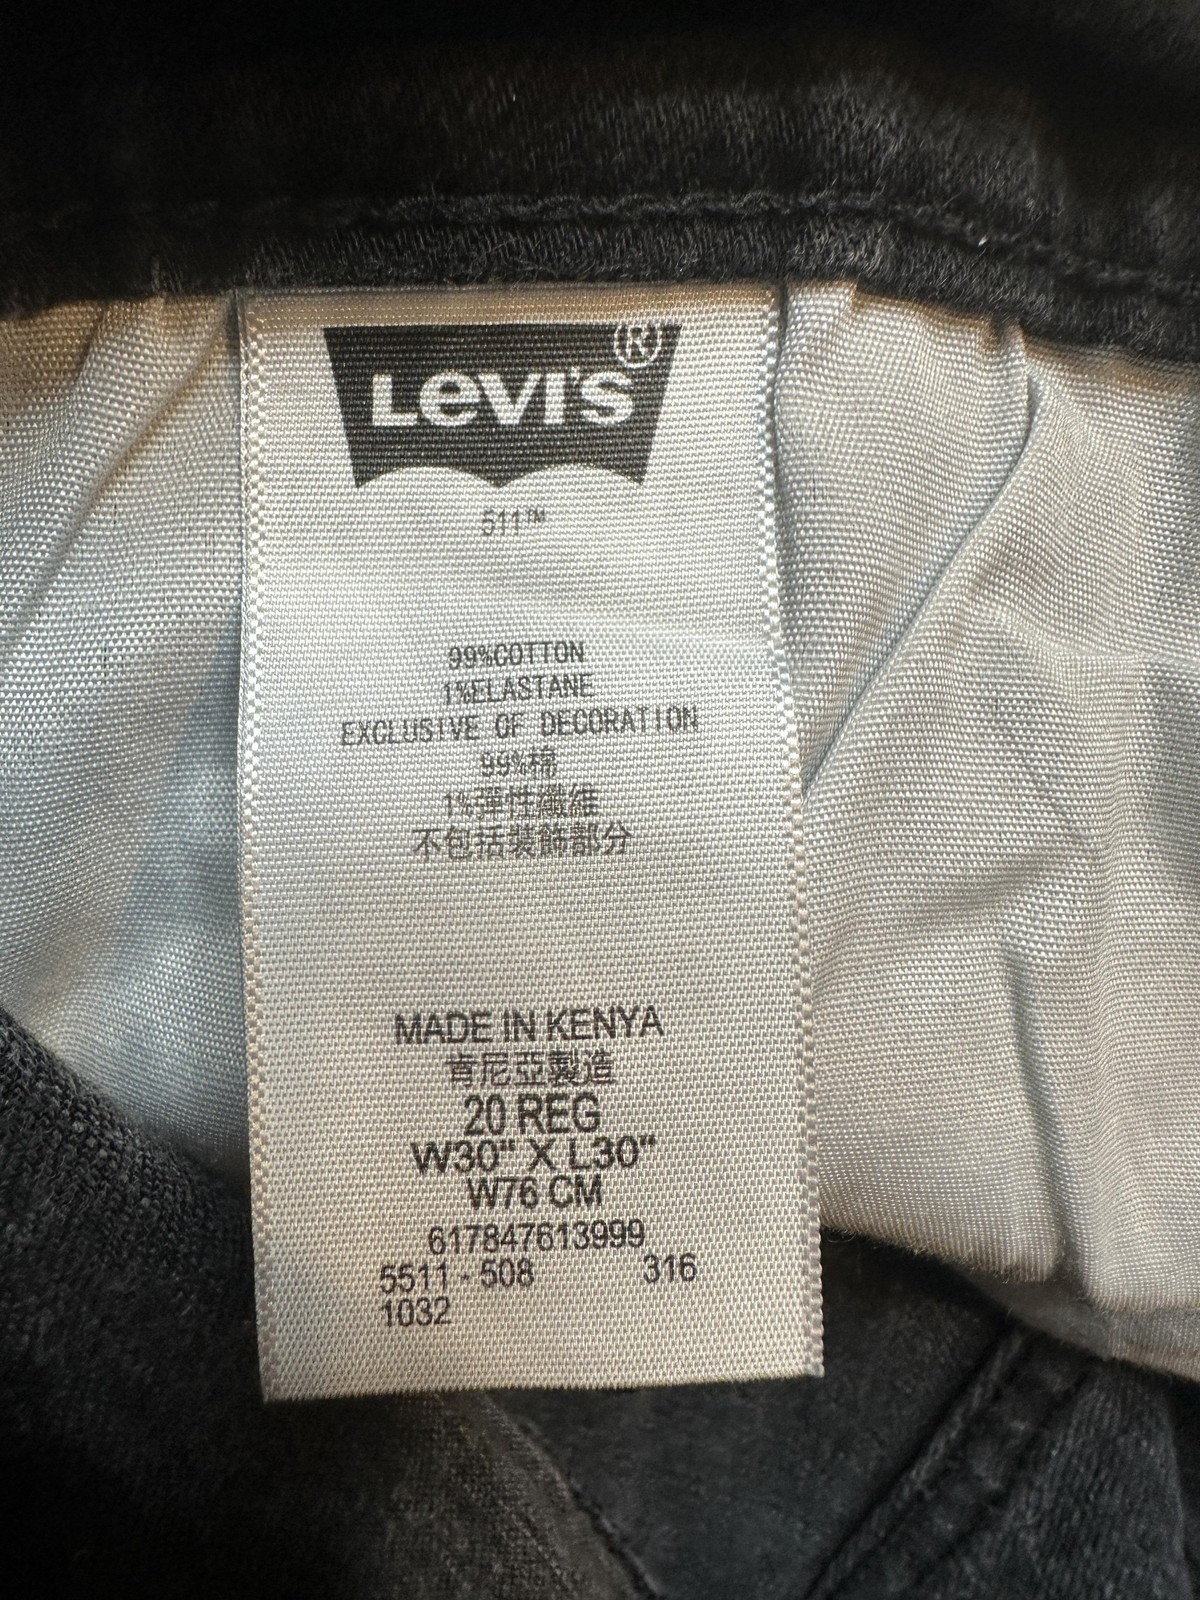 LEVI'S®
511™
99%COTTON
1%ELASTANE
EXCLUSIVE OF DECORATION
99%棉
1%彈性纖維
不包括裝飾部分
MADE IN KENYA
肯尼亞製造
20 REG
W30" X L30"
W76 CM
617847613999
5511 - 508 316
1032